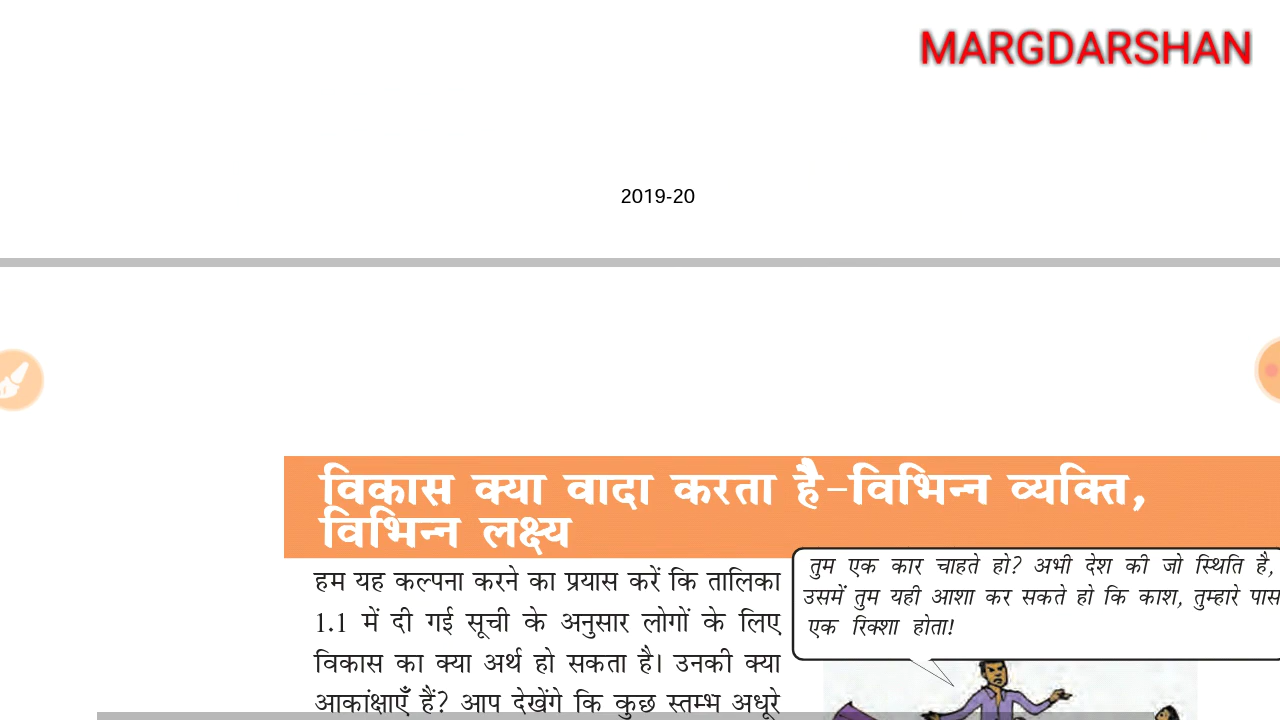 MARGDARSHAN
2019-20
विकास क्या वादा करता है-विभिन्न व्यक्ति,
विभिन्न लक्ष्य
हम यह कल्पना करने का प्रयास करें कि तालिका
1.1 में दी गई सूची के अनुसार लोगों के लिए
विकास का क्या अर्थ हो सकता है। उनकी क्या
आकांक्षाएँ हैं? आप देखेंगे कि कुछ स्तम्भ अधूरे
तुम एक कार चाहते हो? अभी देश की जो स्थिति है,
उसमें तुम यही आशा कर सकते हो कि काश, तुम्हारे पास
एक रिक्शा होता!